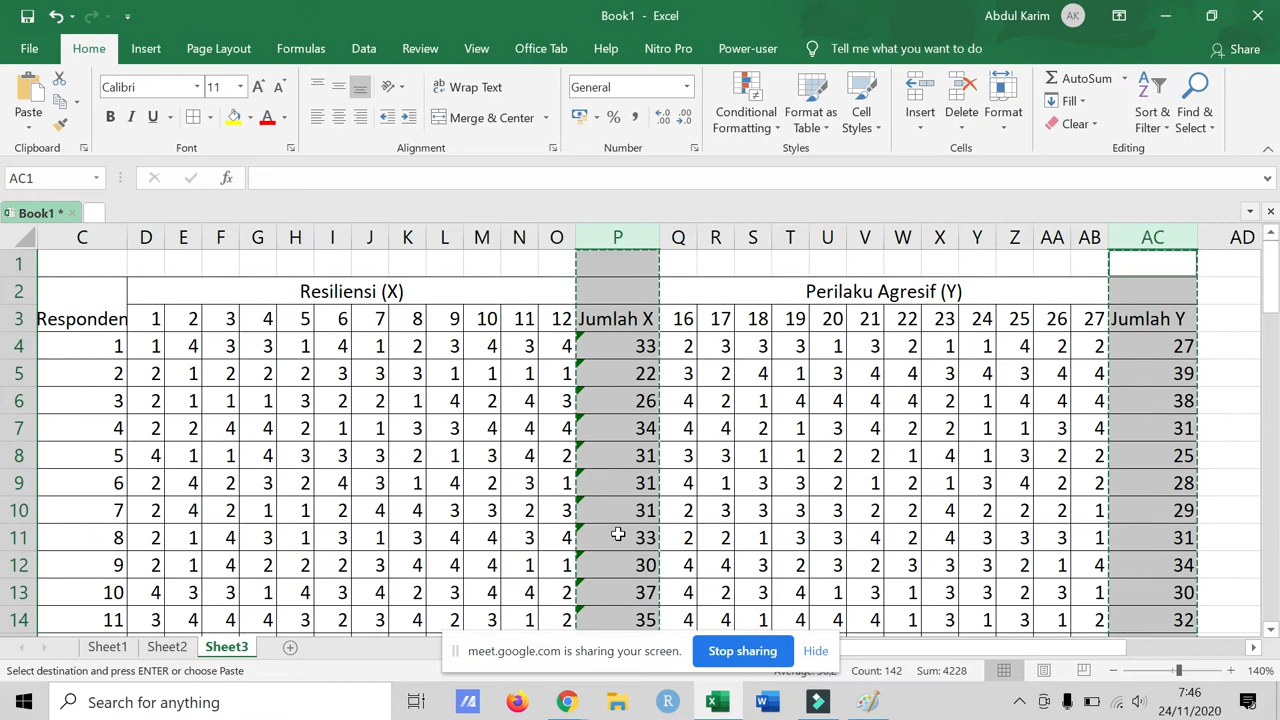 Book1 - Excel
Abdul Karim AK
File Home Insert Page Layout Formulas Data Review View Office Tab Help Nitro Pro Power-user Tell me what you want to do Share
Paste
Calibri 11 A A
B I U A
Wrap Text
Merge & Center
General
% ,
Conditional Formatting
Format as Table
Cell Styles
Insert Delete Format
AutoSum
Fill
Clear
Sort & Filter
Find & Select
Clipboard Font Alignment Number Styles Cells Editing
AC1 fx
Book1 *
C D E F G H I J K L M N O P Q R S T U V W X Y Z AA AB AC AD
1
2 Resiliensi (X) Perilaku Agresif (Y)
3 Responden 1 2 3 4 5 6 7 8 9 10 11 12 Jumlah X 16 17 18 19 20 21 22 23 24 25 26 27 Jumlah Y
4 1 1 4 3 3 1 4 1 2 3 4 3 4 33 2 3 3 3 1 3 2 1 1 4 2 2 27
5 2 2 1 2 2 2 3 3 3 1 1 1 1 22 3 2 4 1 3 4 4 3 4 3 4 4 39
6 3 2 1 1 1 3 2 2 1 4 2 4 3 26 4 2 1 4 4 4 4 2 1 4 4 4 38
7 4 2 2 4 4 2 1 1 3 3 4 4 4 34 4 4 2 1 3 4 2 2 1 1 3 4 31
8 5 4 1 1 4 3 3 3 2 1 3 4 2 31 3 3 1 1 2 2 1 4 1 3 2 2 25
9 6 2 4 2 3 2 4 3 2 2 3 3 1 31 4 1 3 3 2 1 2 1 3 4 2 2 28
10 7 2 4 2 1 1 2 4 4 3 3 2 3 31 2 3 3 3 3 2 4 2 2 2 2 1 29
11 8 2 1 4 3 1 3 1 3 4 4 3 4 33 2 2 1 3 3 4 4 3 2 3 3 1 31
12 9 2 1 4 4 3 3 2 3 2 4 1 1 30 4 4 3 2 2 3 4 3 2 2 1 4 34
13 10 4 3 3 1 4 3 4 2 3 4 3 3 37 4 2 3 4 1 3 1 3 3 2 3 1 30
14 11 3 4 4 4 3 2 3 4 2 3 1 2 35 4 4 1 4 4 1 3 1 3 1 3 3 32
Sheet1 Sheet2 Sheet3
meet.google.com is sharing your screen. Stop sharing Hide
Select destination and press ENTER or choose Paste Count: 142 Sum: 4228 140%
Search for anything
R
7:46
24/11/2020